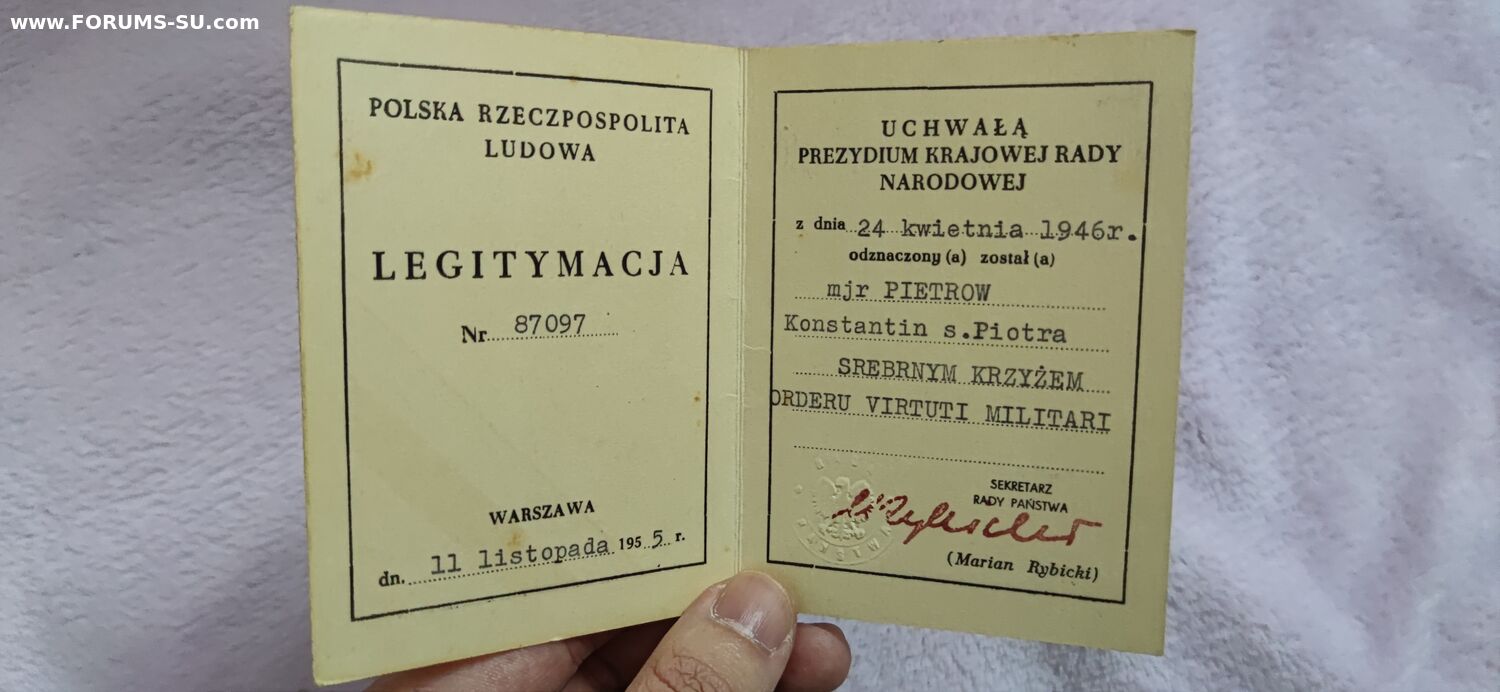 www.FORUMS-SU.com
POLSKA RZECZPOSPOLITA
LUDOWA
LEGITYMACJA
Nr 87097
WARSZAWA
dn. 11 listopada 1955 r.
UCHWAŁĄ
PREZYDIUM KRAJOWEJ RADY
NARODOWEJ
z dnia 24 kwietnia 1946r.
odznaczony (a) został (a)
mjr PIETROW
Konstantin s.Piotra
SREBRNYM KRZYŻEM
ORDERU VIRTUTI MILITARI
SEKRETARZ
RADY PAŃSTWA
(Marian Rybicki)